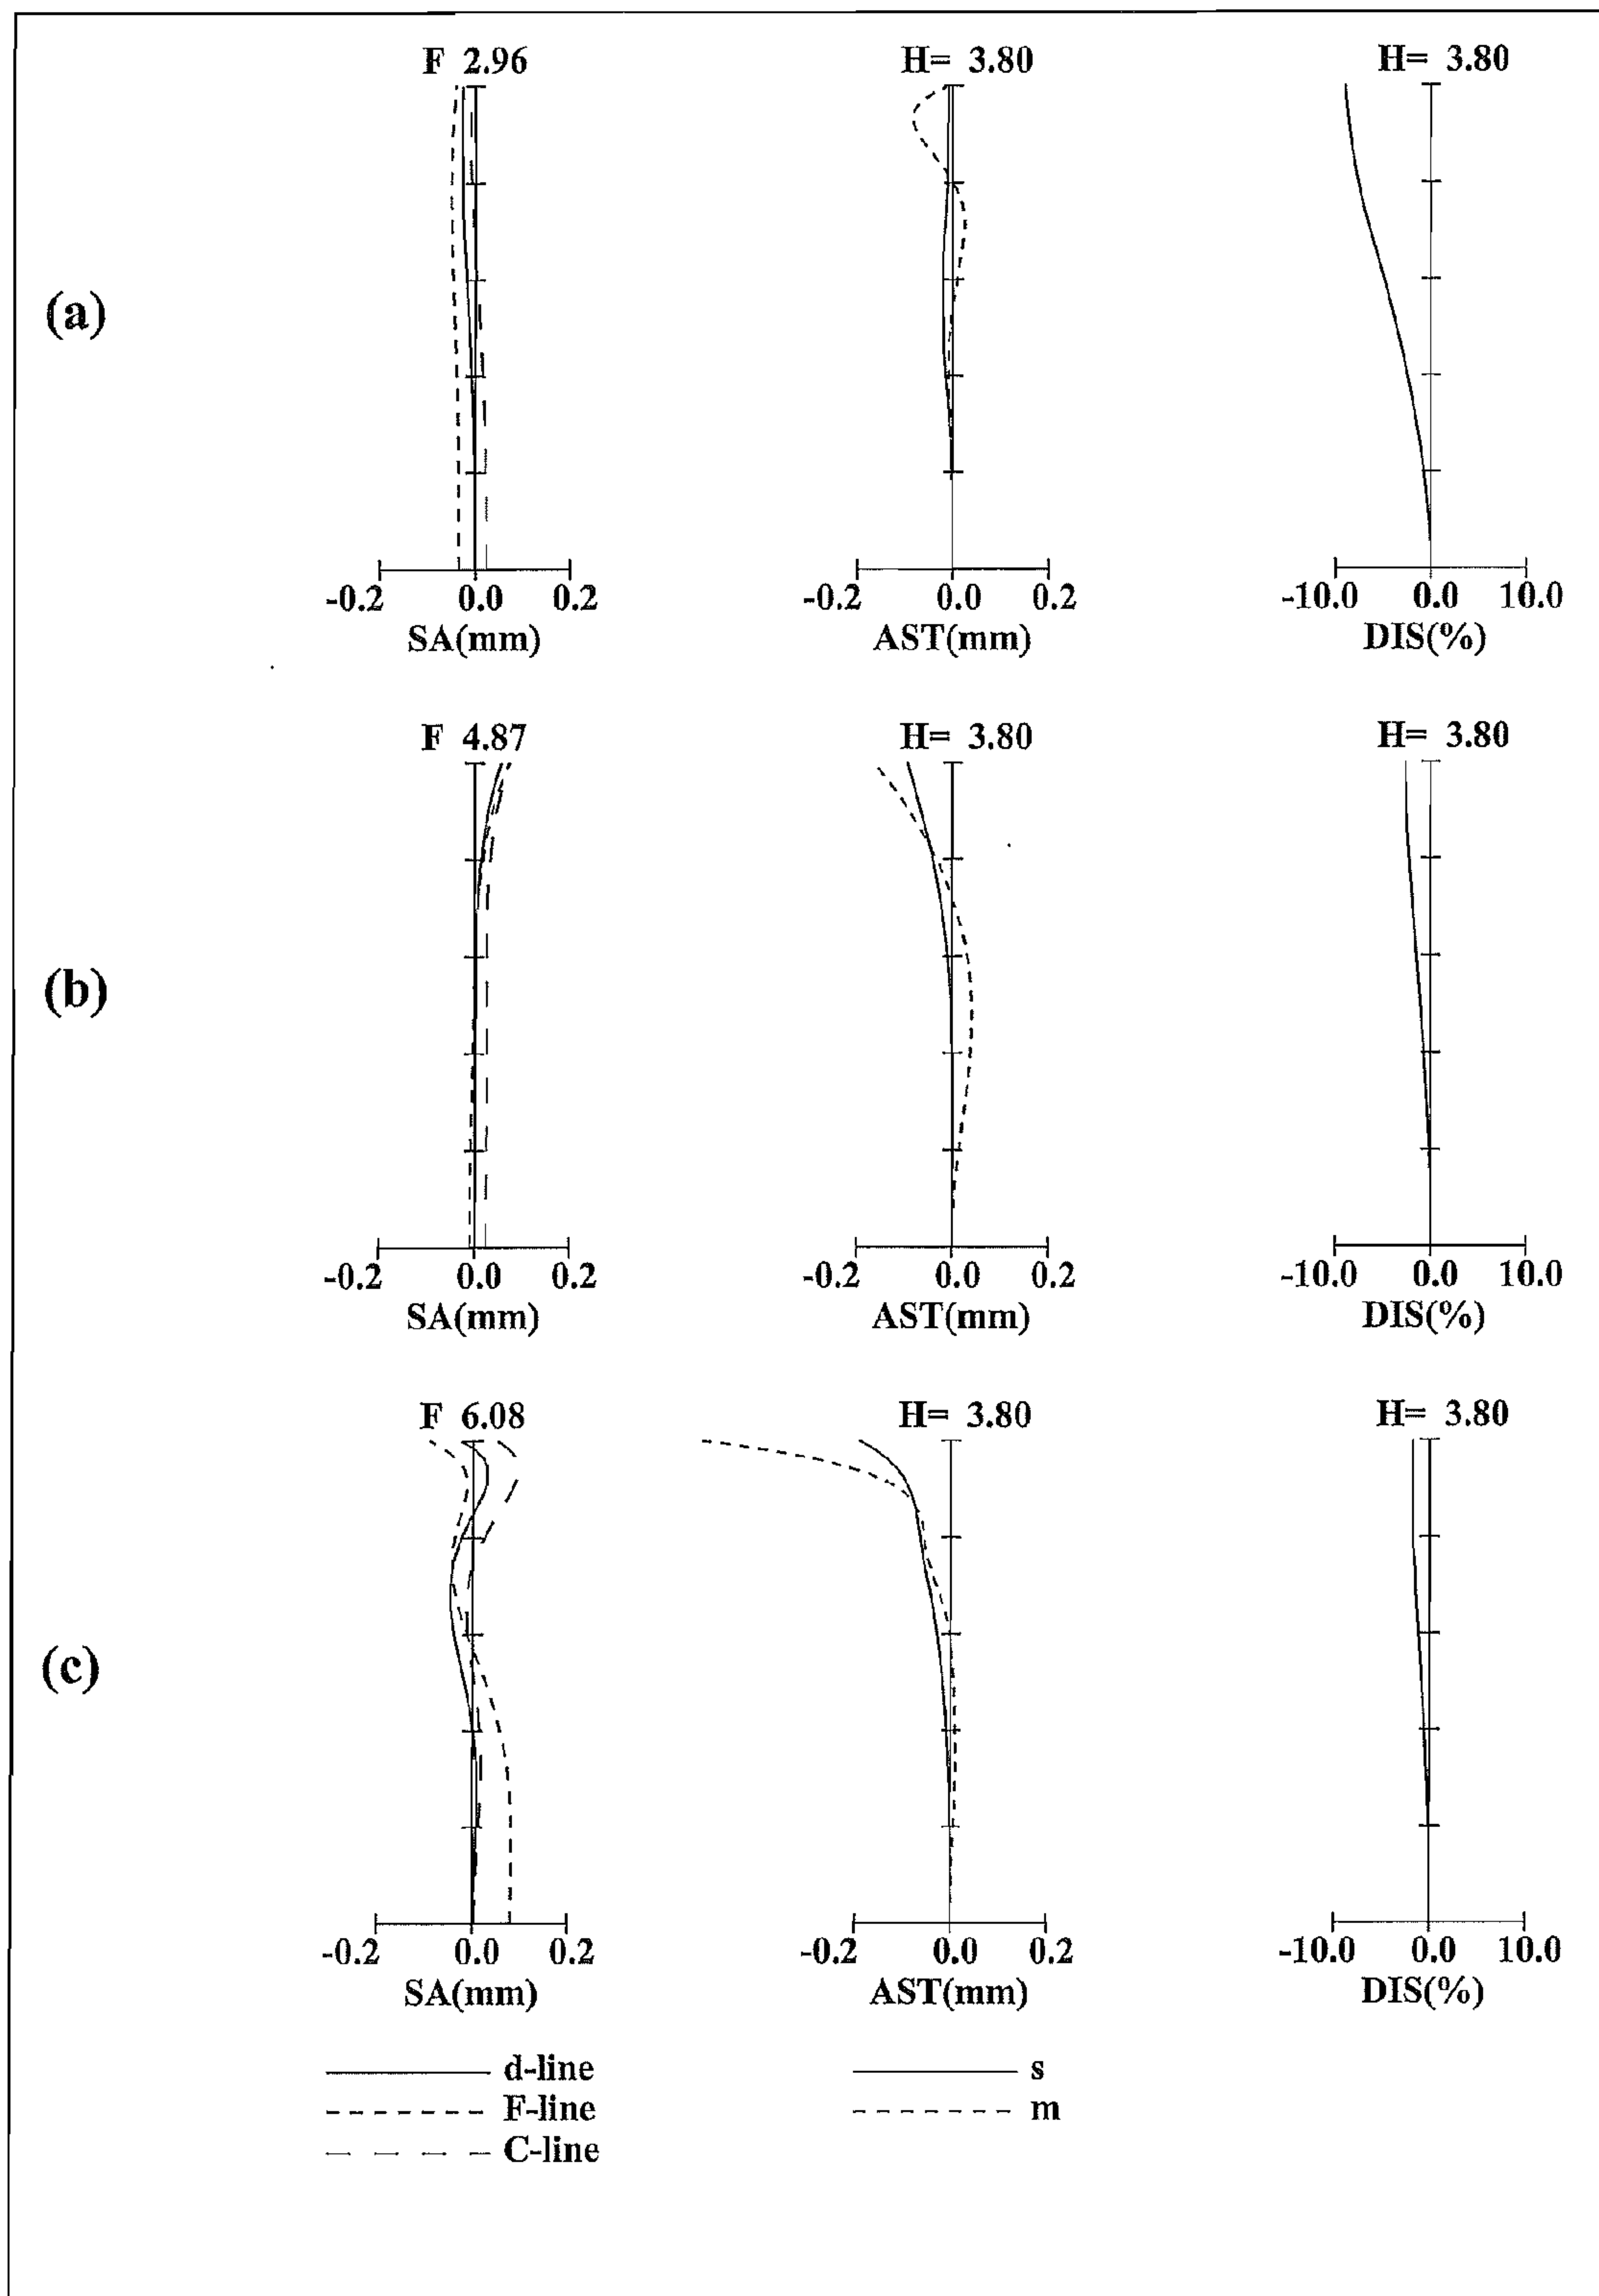 F 2.96 H= 3.80 H= 3.80
(a)
-0.2 0.0 0.2 -0.2 0.0 0.2 -10.0 0.0 10.0
SA(mm) AST(mm) DIS(%)
F 4.87 H= 3.80 H= 3.80
(b)
-0.2 0.0 0.2 -0.2 0.0 0.2 -10.0 0.0 10.0
SA(mm) AST(mm) DIS(%)
F 6.08 H= 3.80 H= 3.80
(c)
-0.2 0.0 0.2 -0.2 0.0 0.2 -10.0 0.0 10.0
SA(mm) AST(mm) DIS(%)
d-line s
F-line m
C-line